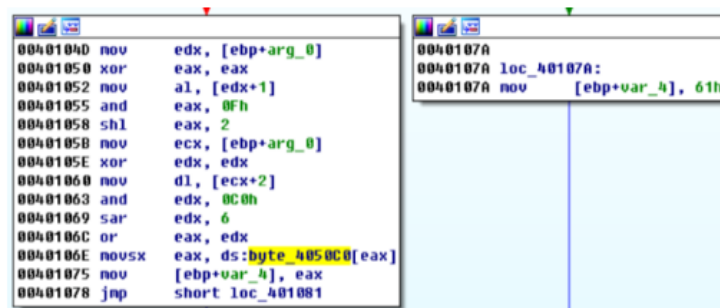 0040104D mov edx, [ebp+arg_0]
00401050 xor eax, eax
00401052 mov al, [edx+1]
00401055 and eax, 0Fh
00401058 shl eax, 2
0040105B mov ecx, [ebp+arg_0]
0040105E xor edx, edx
00401060 mov dl, [ecx+2]
00401063 and edx, 0C0h
00401069 sar edx, 6
0040106C or eax, edx
0040106E movsx eax, ds:byte_4050C0[eax]
00401075 mov [ebp+var_4], eax
00401078 jmp short loc_401081
0040107A
0040107A loc_40107A:
0040107A mov [ebp+var_4], 61h